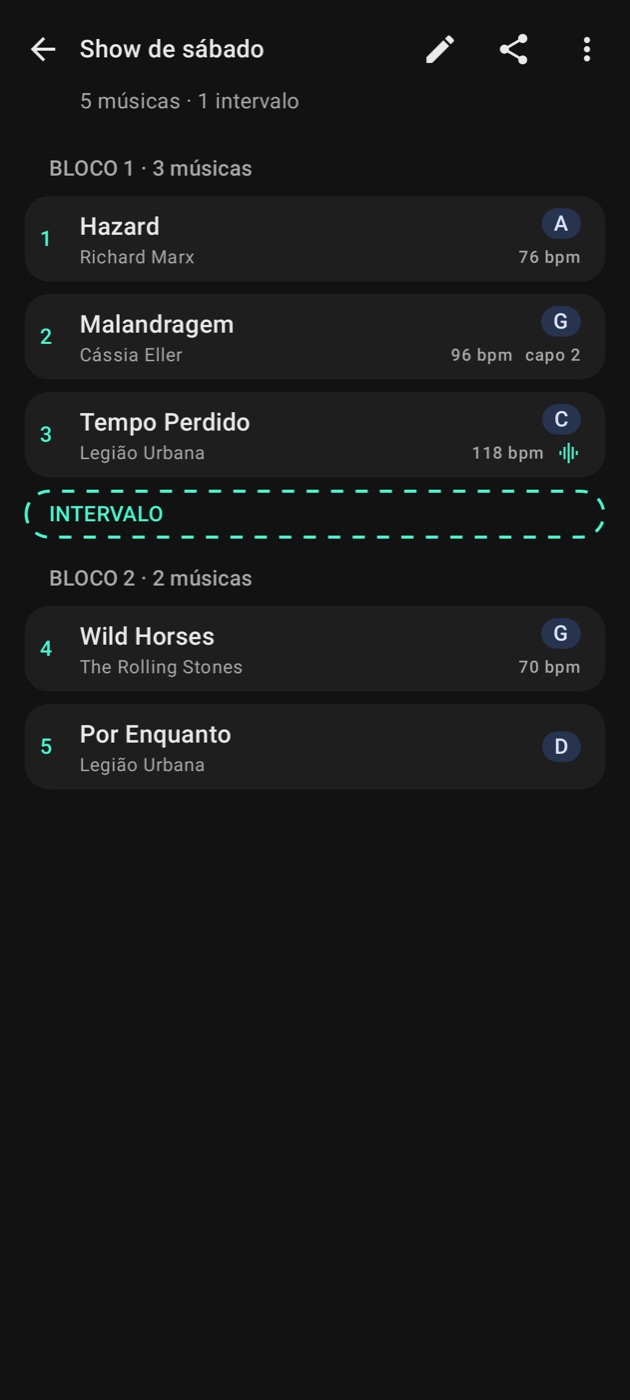 Show de sábado
5 músicas · 1 intervalo
BLOCO 1 · 3 músicas
1 Hazard A
Richard Marx 76 bpm
2 Malandragem G
Cássia Eller 96 bpm capo 2
3 Tempo Perdido C
Legião Urbana 118 bpm
INTERVALO
BLOCO 2 · 2 músicas
4 Wild Horses G
The Rolling Stones 70 bpm
5 Por Enquanto D
Legião Urbana